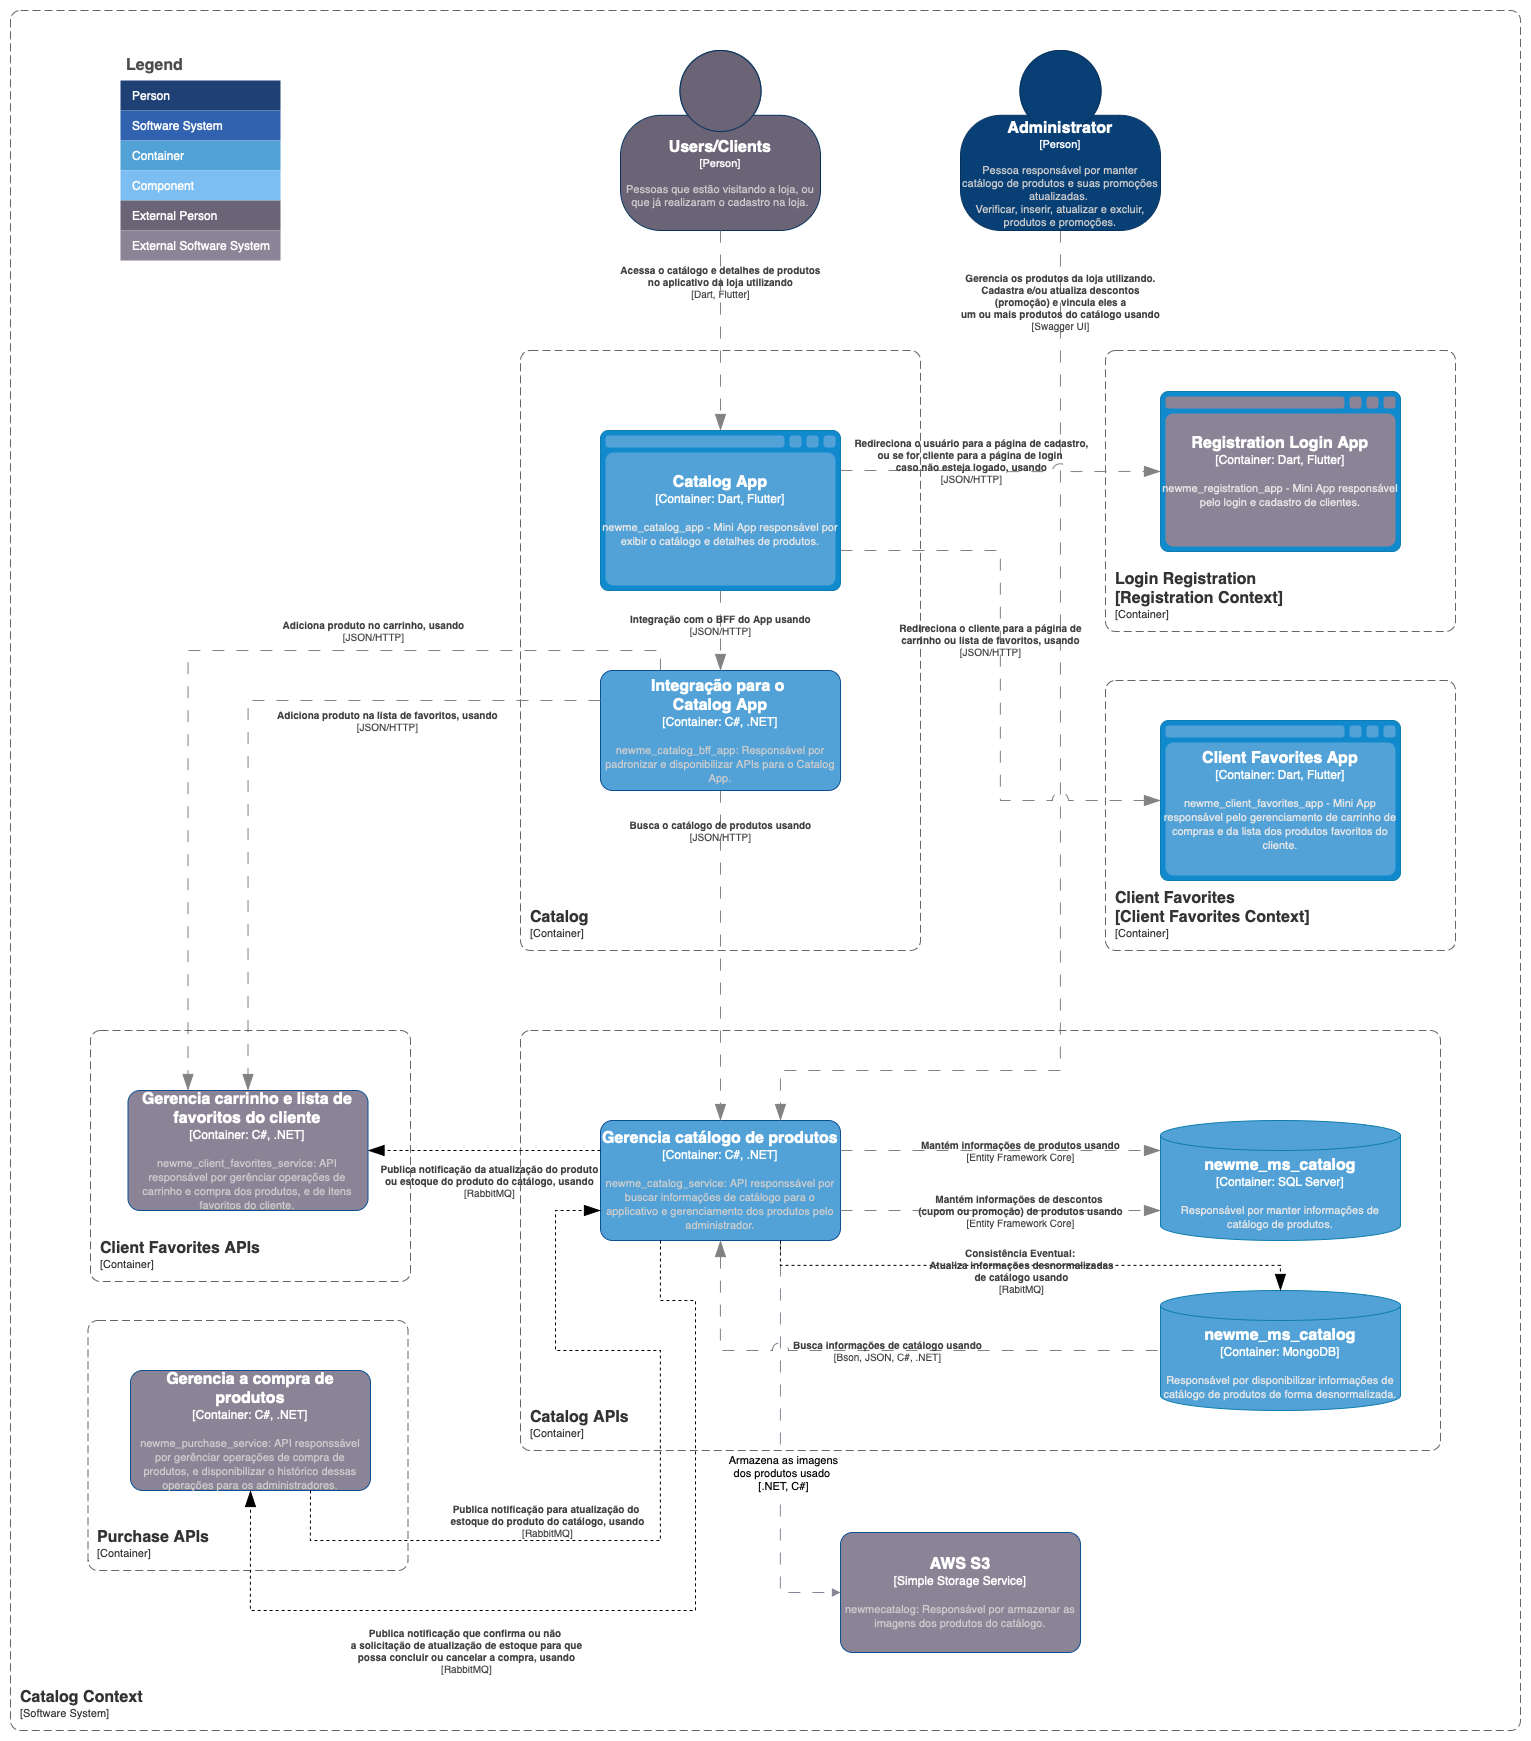 Legend
Person
Software System
Container
Component
External Person
External Software System
Users/Clients
[Person]
Pessoas que estão visitando a loja, ou
que já realizaram o cadastro na loja.
Administrator
[Person]
Pessoa responsável por manter
catálogo de produtos e suas promoções
atualizadas.
Verificar, inserir, atualizar e excluir,
produtos e promoções.
Acessa o catálogo e detalhes de produtos
no aplicativo da loja utilizando
[Dart, Flutter]
Gerencia os produtos da loja utilizando.
Cadastra e/ou atualiza descontos
(promoção) e vincula eles a
um ou mais produtos do catálogo usando
[Swagger UI]
Catalog App
[Container: Dart, Flutter]
newme_catalog_app - Mini App responsável por
exibir o catálogo e detalhes de produtos.
Redireciona o usuário para a página de cadastro,
ou se for cliente para a página de login
caso não esteja logado, usando
[JSON/HTTP]
Registration Login App
[Container: Dart, Flutter]
newme_registration_app - Mini App responsável
pelo login e cadastro de clientes.
Login Registration
[Registration Context]
[Container]
Adiciona produto no carrinho, usando
[JSON/HTTP]
Integração com o BFF do App usando
[JSON/HTTP]
Redireciona o cliente para a página de
carrinho ou lista de favoritos, usando
[JSON/HTTP]
Adiciona produto na lista de favoritos, usando
[JSON/HTTP]
Integração para o
Catalog App
[Container: C#, .NET]
newme_catalog_bff_app: Responsável por
padronizar e disponibilizar APIs para o Catalog
App.
Client Favorites App
[Container: Dart, Flutter]
newme_client_favorites_app - Mini App
responsável pelo gerenciamento de carrinho de
compras e da lista dos produtos favoritos do
cliente.
Busca o catálogo de produtos usando
[JSON/HTTP]
Catalog
[Container]
Client Favorites
[Client Favorites Context]
[Container]
Gerencia carrinho e lista de
favoritos do cliente
[Container: C#, .NET]
newme_client_favorites_service: API
responsável por gerênciar operações de
carrinho e compra dos produtos, e de itens
favoritos do cliente.
Client Favorite APIs
[Container]
Publica notificação da atualização do produto
ou estoque do produto do catálogo, usando
[RabbitMQ]
Gerencia catálogo de produtos
[Container: C#, .NET]
newme_catalog_service: API responssável por
buscar informações de catálogo para o
applicativo e gerenciamento dos produtos pelo
administrador.
Mantém informações de produtos usando
[Entity Framework Core]
Mantém informações de descontos
(cupom ou promoção) de produtos usando
[Entity Framework Core]
newme_ms_catalog
[Container: SQL Server]
Responsável por manter informações de
catálogo de produtos.
Consistência Eventual:
Atualiza informações desnormalizadas
de catálogo usando
[RabitMQ]
newme_ms_catalog
[Container: MongoDB]
Responsável por disponibilizar informações de
catálogo de produtos de forma desnormalizada.
Busca informações de catálogo usando
[Bson, JSON, C#, .NET]
Catalog APIs
[Container]
Gerencia a compra de
produtos
[Container: C#, .NET]
newme_purchase_service: API responssável
por gerênciar operações de compra de
produtos, e disponibilizar o histórico dessas
operações para os administradores.
Purchase APIs
[Container]
Armazena as imagens
dos produtos usado
[.NET, C#]
Publica notificação para atualização do
estoque do produto do catálogo, usando
[RabbitMQ]
AWS S3
[Simple Storage Service]
newmecatalog: Responsável por armazenar as
imagens dos produtos do catálogo.
Publica notificação que confirma ou não
a solicitação de atualização de estoque para que
possa concluir ou cancelar a compra, usando
[RabbitMQ]
Catalog Context
[Software System]